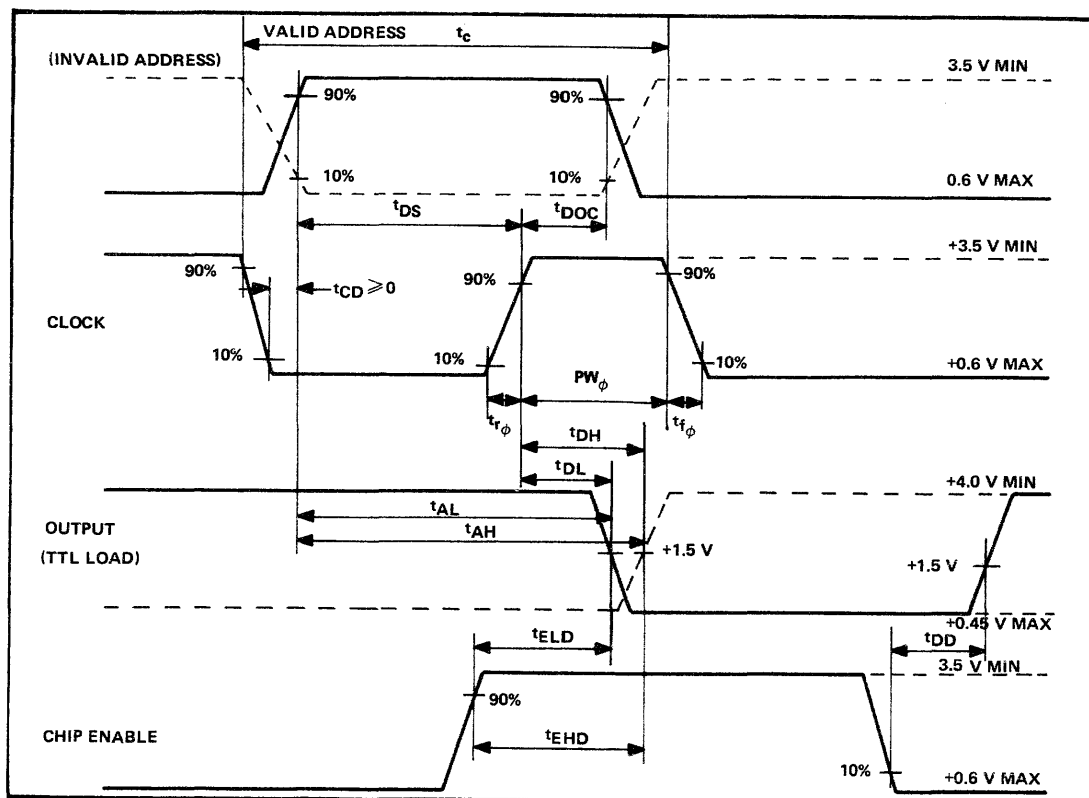 VALID ADDRESS t_c
(INVALID ADDRESS)
3.5 V MIN
90% 90%
10% 10%
0.6 V MAX
t_DS t_DOC
+3.5 V MIN
90% 90% 90%
t_CD ⩾0
CLOCK
10% 10% 10%
+0.6 V MAX
PW_ϕ
t_rϕ t_fϕ
t_DH
t_DL
+4.0 V MIN
t_AL
OUTPUT
t_AH
(TTL LOAD)
+1.5 V +1.5 V
+0.45 V MAX
t_ELD t_DD
3.5 V MIN
90%
CHIP ENABLE
t_EHD
10% +0.6 V MAX